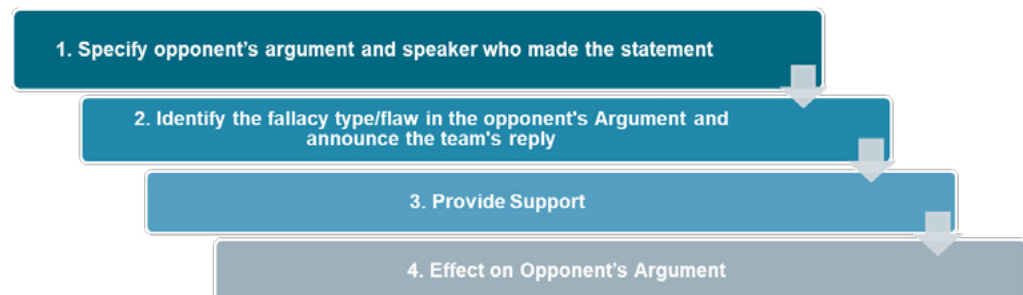 1. Specify opponent’s argument and speaker who made the statement
2. Identify the fallacy type/flaw in the opponent's Argument and
announce the team's reply
3. Provide Support
4. Effect on Opponent’s Argument